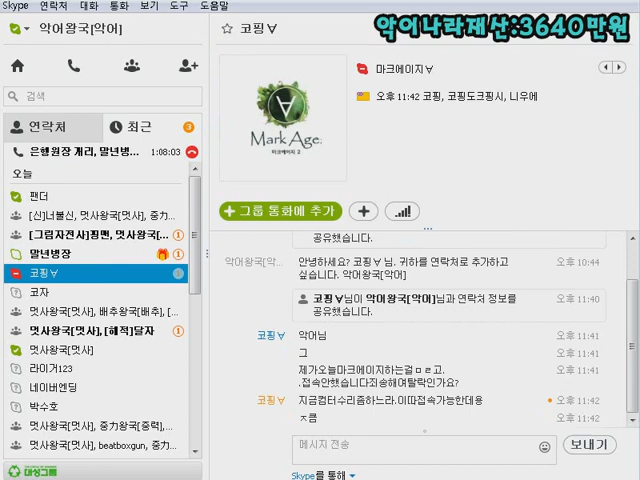 Skype 연락처 대화 통화 보기 도구 도움말
악어왕국[악어]
코핑∀
악어나라재산:3640만원
마크에이지∀
오후 11:42 코핑, 코핑도크핑시, 니우에
Mark Age.
마크에이지 2
검색
연락처 최근 3
은행원장 개리, 말년병... 1:08:03
오늘
팬더
[신]너불신, 멋사왕국[멋사], 중力...
[그림자전사]핑맨, 멋사왕국[... 1
말년병장 1
코핑∀ 1
코자
멋사왕국[멋사], 배추왕국[배추], [...
멋사왕국[멋사], [해적]달자 1
멋사왕국[멋사]
라이거123
네이버엔딩
박수호
멋사왕국[멋사], 중力왕국[중력],...
멋사왕국[멋사], beatboxgun, 중力...
대성그룹
그룹 통화에 추가
공유했습니다.
악어왕국[악... 안녕하세요? 코핑∀ 님. 귀하를 연락처로 추가하고 오후 10:44
싶습니다. 악어왕국[악어]
코핑∀님이 악어왕국[악어]님과 연락처 정보를 오후 11:40
공유했습니다.
코핑∀ 악어님 오후 11:41
그 오후 11:41
제가오늘마크에이지하는걸ㅁㄹ고. 오후 11:41
.접속안했습니다죄송해여탈락인가요?
코핑∀ 지금컴터수리즘하느라.이따접속가능한데용 오후 11:42
ㅈ큼 오후 11:42
메시지 전송
보내기
Skype를 통해